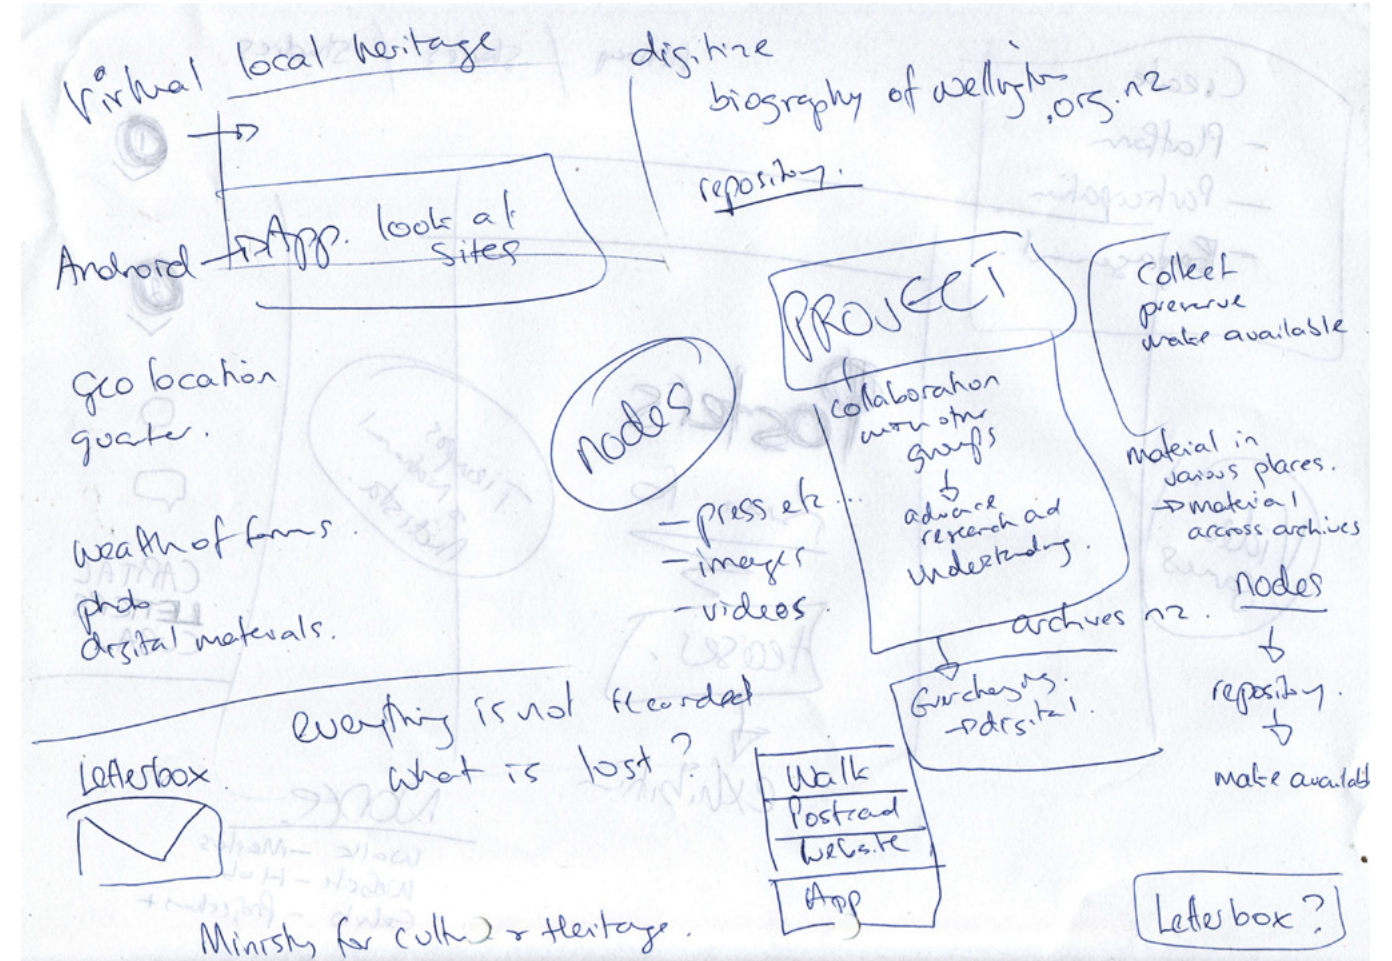 Virtual local heritage
Android → App. look at
sites
geo location
quarter.
wealth of forms.
photo
digital materials.
digitize
biography of wellington
.org.nz
repository.
nodes
- press etc...
- images
- videos.
PROJECT
collaboration
with other
groups
↓
advance
research and
understanding.
Collect
preserve
make available
material in
various places.
→ material
accross archives
nodes
↓
repository.
↓
make available
archives nz.
→ digital.
everything is not recorded
what is lost?
Letterbox
Walk
Postcard
Website
App
Ministry for culture & Heritage.
Letterbox?